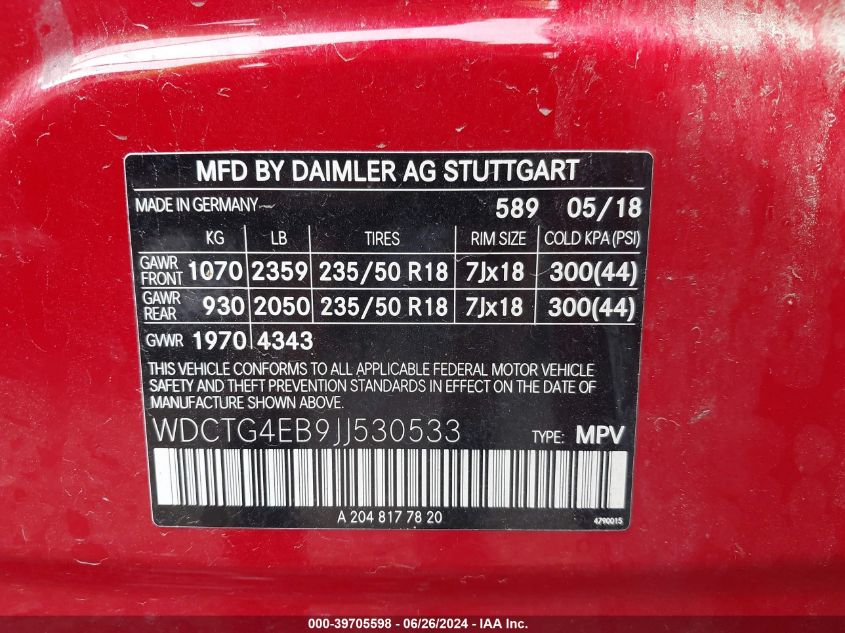 MFD BY DAIMLER AG STUTTGART
MADE IN GERMANY 589 05/18
KG LB TIRES RIM SIZE COLD KPA (PSI)
GAWR FRONT 1070 2359 235/50 R18 7Jx18 300(44)
GAWR REAR 930 2050 235/50 R18 7Jx18 300(44)
GVWR 1970 4343
THIS VEHICLE CONFORMS TO ALL APPLICABLE FEDERAL MOTOR VEHICLE
SAFETY AND THEFT PREVENTION STANDARDS IN EFFECT ON THE DATE OF
MANUFACTURE SHOWN ABOVE.
WDCTG4EB9JJ530533 TYPE: MPV
A 204 817 78 20 4790015
000-39705598 - 06/26/2024 - IAA Inc.